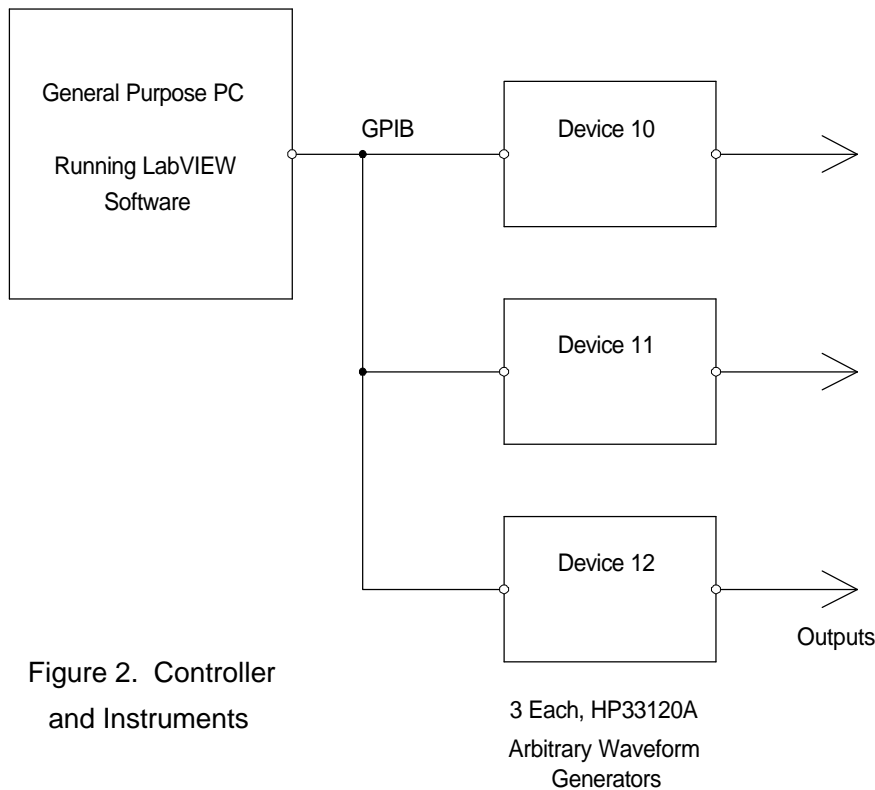 General Purpose PC
Running LabVIEW
Software
GPIB
Device 10
Device 11
Device 12
Outputs
Figure 2. Controller
and Instruments
3 Each, HP33120A
Arbitrary Waveform
Generators